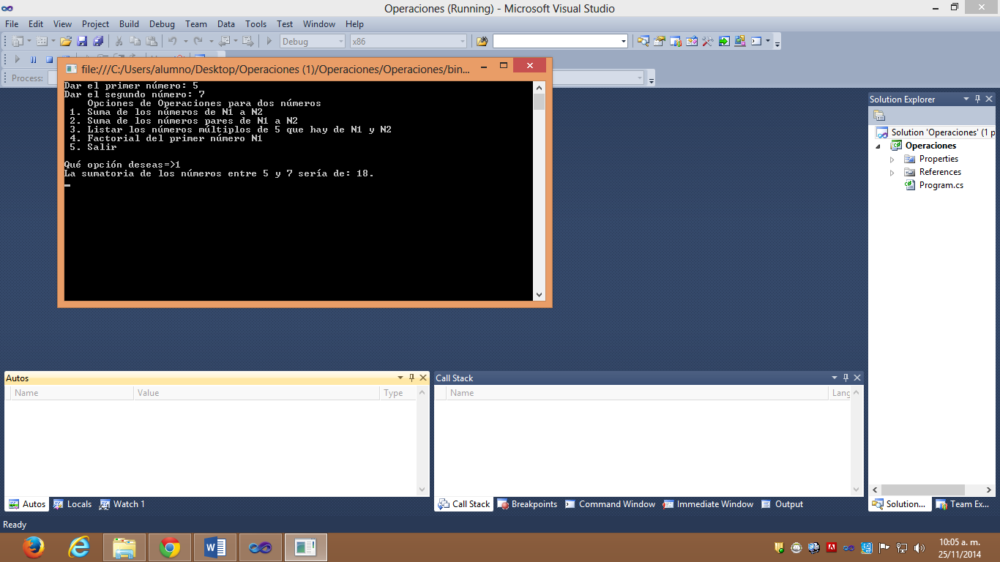 Operaciones (Running) - Microsoft Visual Studio
File Edit View Project Build Debug Team Data Tools Test Window Help
Debug x86
Process:
file:///C:/Users/alumno/Desktop/Operaciones (1)/Operaciones/Operaciones/bin...
Dar el primer número: 5
Dar el segundo número: 7
Opciones de Operaciones para dos números
1. Suma de los números de N1 a N2
2. Suma de los números pares de N1 a N2
3. Listar los números múltiplos de 5 que hay de N1 y N2
4. Factorial del primer número N1
5. Salir
Qué opción deseas=>1
La sumatoria de los números entre 5 y 7 sería de: 18.
Solution Explorer
Solution 'Operaciones' (1 p
Operaciones
Properties
References
Program.cs
Autos
Name Value Type
Call Stack
Name Lang
Autos Locals Watch 1
Call Stack Breakpoints Command Window Immediate Window Output
Solution... Team Ex...
Ready
10:05 a. m.
25/11/2014